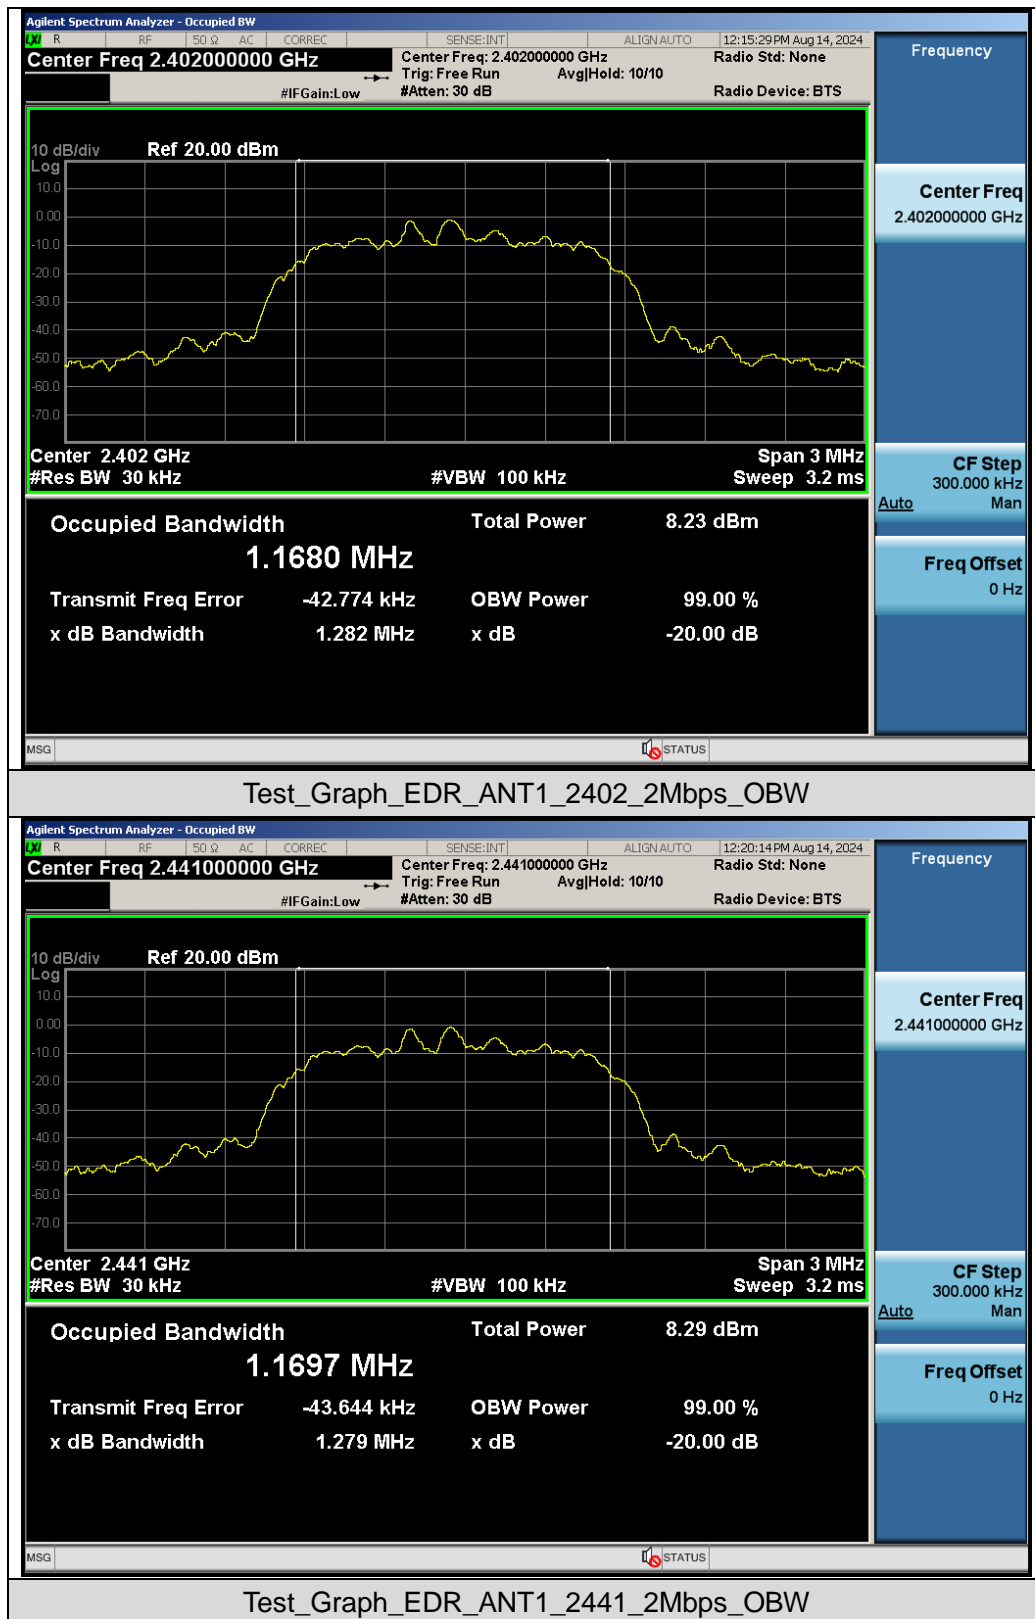 Agilent Spectrum Analyzer - Occupied BW
LXI R RF 50 Ω AC CORREC SENSE:INT ALIGN AUTO 12:15:29 PM Aug 14, 2024
Center Freq 2.402000000 GHz
Center Freq: 2.402000000 GHz
Radio Std: None
Trig: Free Run
Avg|Hold: 10/10
#IFGain:Low
#Atten: 30 dB
Radio Device: BTS
10 dB/div
Ref 20.00 dBm
Log
10.0
0.00
-10.0
-20.0
-30.0
-40.0
-50.0
-60.0
-70.0
Center 2.402 GHz
Span 3 MHz
#Res BW 30 kHz
#VBW 100 kHz
Sweep 3.2 ms
Occupied Bandwidth
Total Power 8.23 dBm
1.1680 MHz
Transmit Freq Error -42.774 kHz
OBW Power 99.00 %
x dB Bandwidth 1.282 MHz
x dB -20.00 dB
MSG
STATUS
Frequency
Center Freq
2.402000000 GHz
CF Step
300.000 kHz
Auto Man
Freq Offset
0 Hz
Test_Graph_EDR_ANT1_2402_2Mbps_OBW
Agilent Spectrum Analyzer - Occupied BW
LXI R RF 50 Ω AC CORREC SENSE:INT ALIGN AUTO 12:20:14 PM Aug 14, 2024
Center Freq 2.441000000 GHz
Center Freq: 2.441000000 GHz
Radio Std: None
Trig: Free Run
Avg|Hold: 10/10
#IFGain:Low
#Atten: 30 dB
Radio Device: BTS
10 dB/div
Ref 20.00 dBm
Log
10.0
0.00
-10.0
-20.0
-30.0
-40.0
-50.0
-60.0
-70.0
Center 2.441 GHz
Span 3 MHz
#Res BW 30 kHz
#VBW 100 kHz
Sweep 3.2 ms
Occupied Bandwidth
Total Power 8.29 dBm
1.1697 MHz
Transmit Freq Error -43.644 kHz
OBW Power 99.00 %
x dB Bandwidth 1.279 MHz
x dB -20.00 dB
MSG
STATUS
Frequency
Center Freq
2.441000000 GHz
CF Step
300.000 kHz
Auto Man
Freq Offset
0 Hz
Test_Graph_EDR_ANT1_2441_2Mbps_OBW